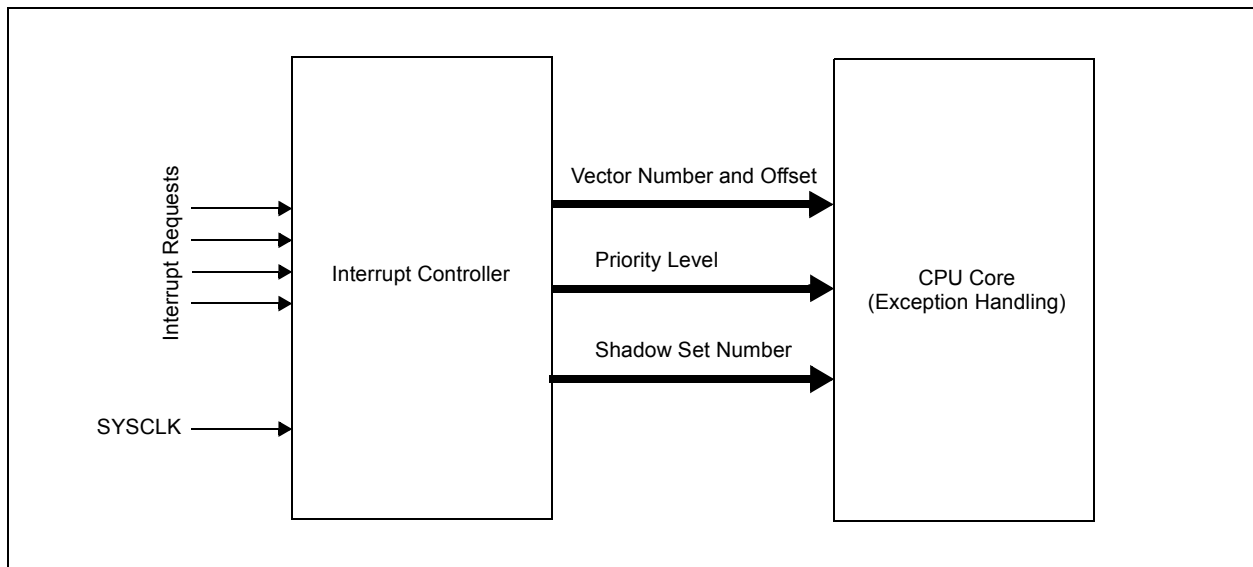 Interrupt Requests
SYSCLK
Interrupt Controller
Vector Number and Offset
Priority Level
Shadow Set Number
CPU Core
(Exception Handling)